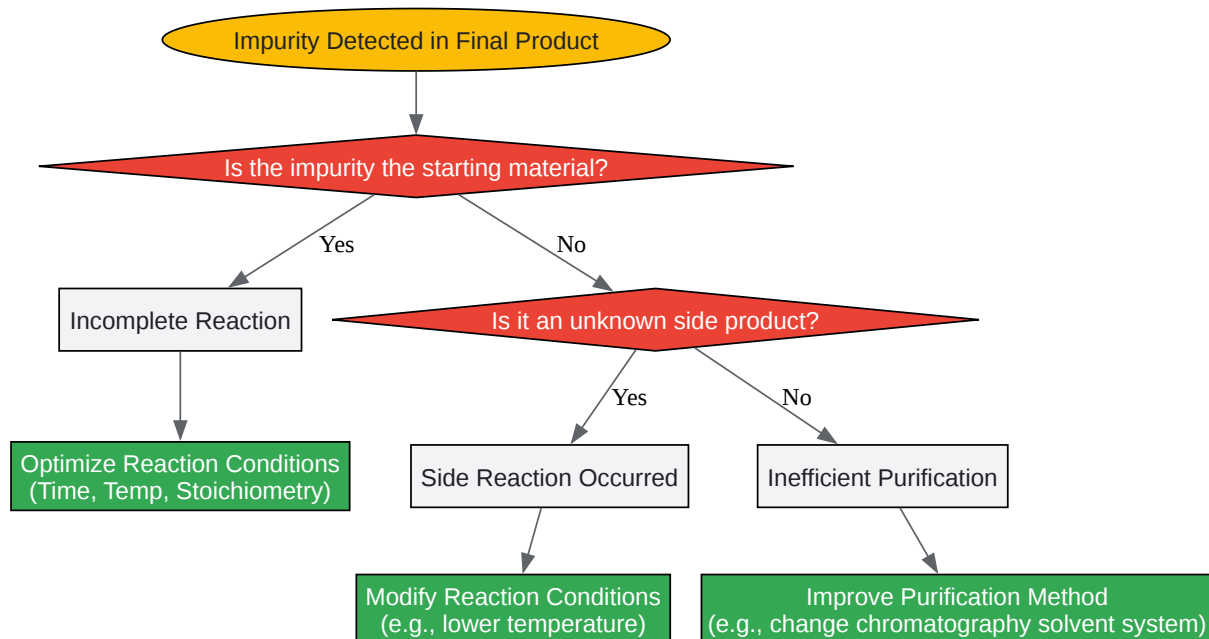 Impurity Detected in Final Product
Is the impurity the starting material?
Yes
No
Incomplete Reaction
Is it an unknown side product?
Yes
No
Optimize Reaction Conditions
(Time, Temp, Stoichiometry)
Side Reaction Occurred
Inefficient Purification
Modify Reaction Conditions
(e.g., lower temperature)
Improve Purification Method
(e.g., change chromatography solvent system)